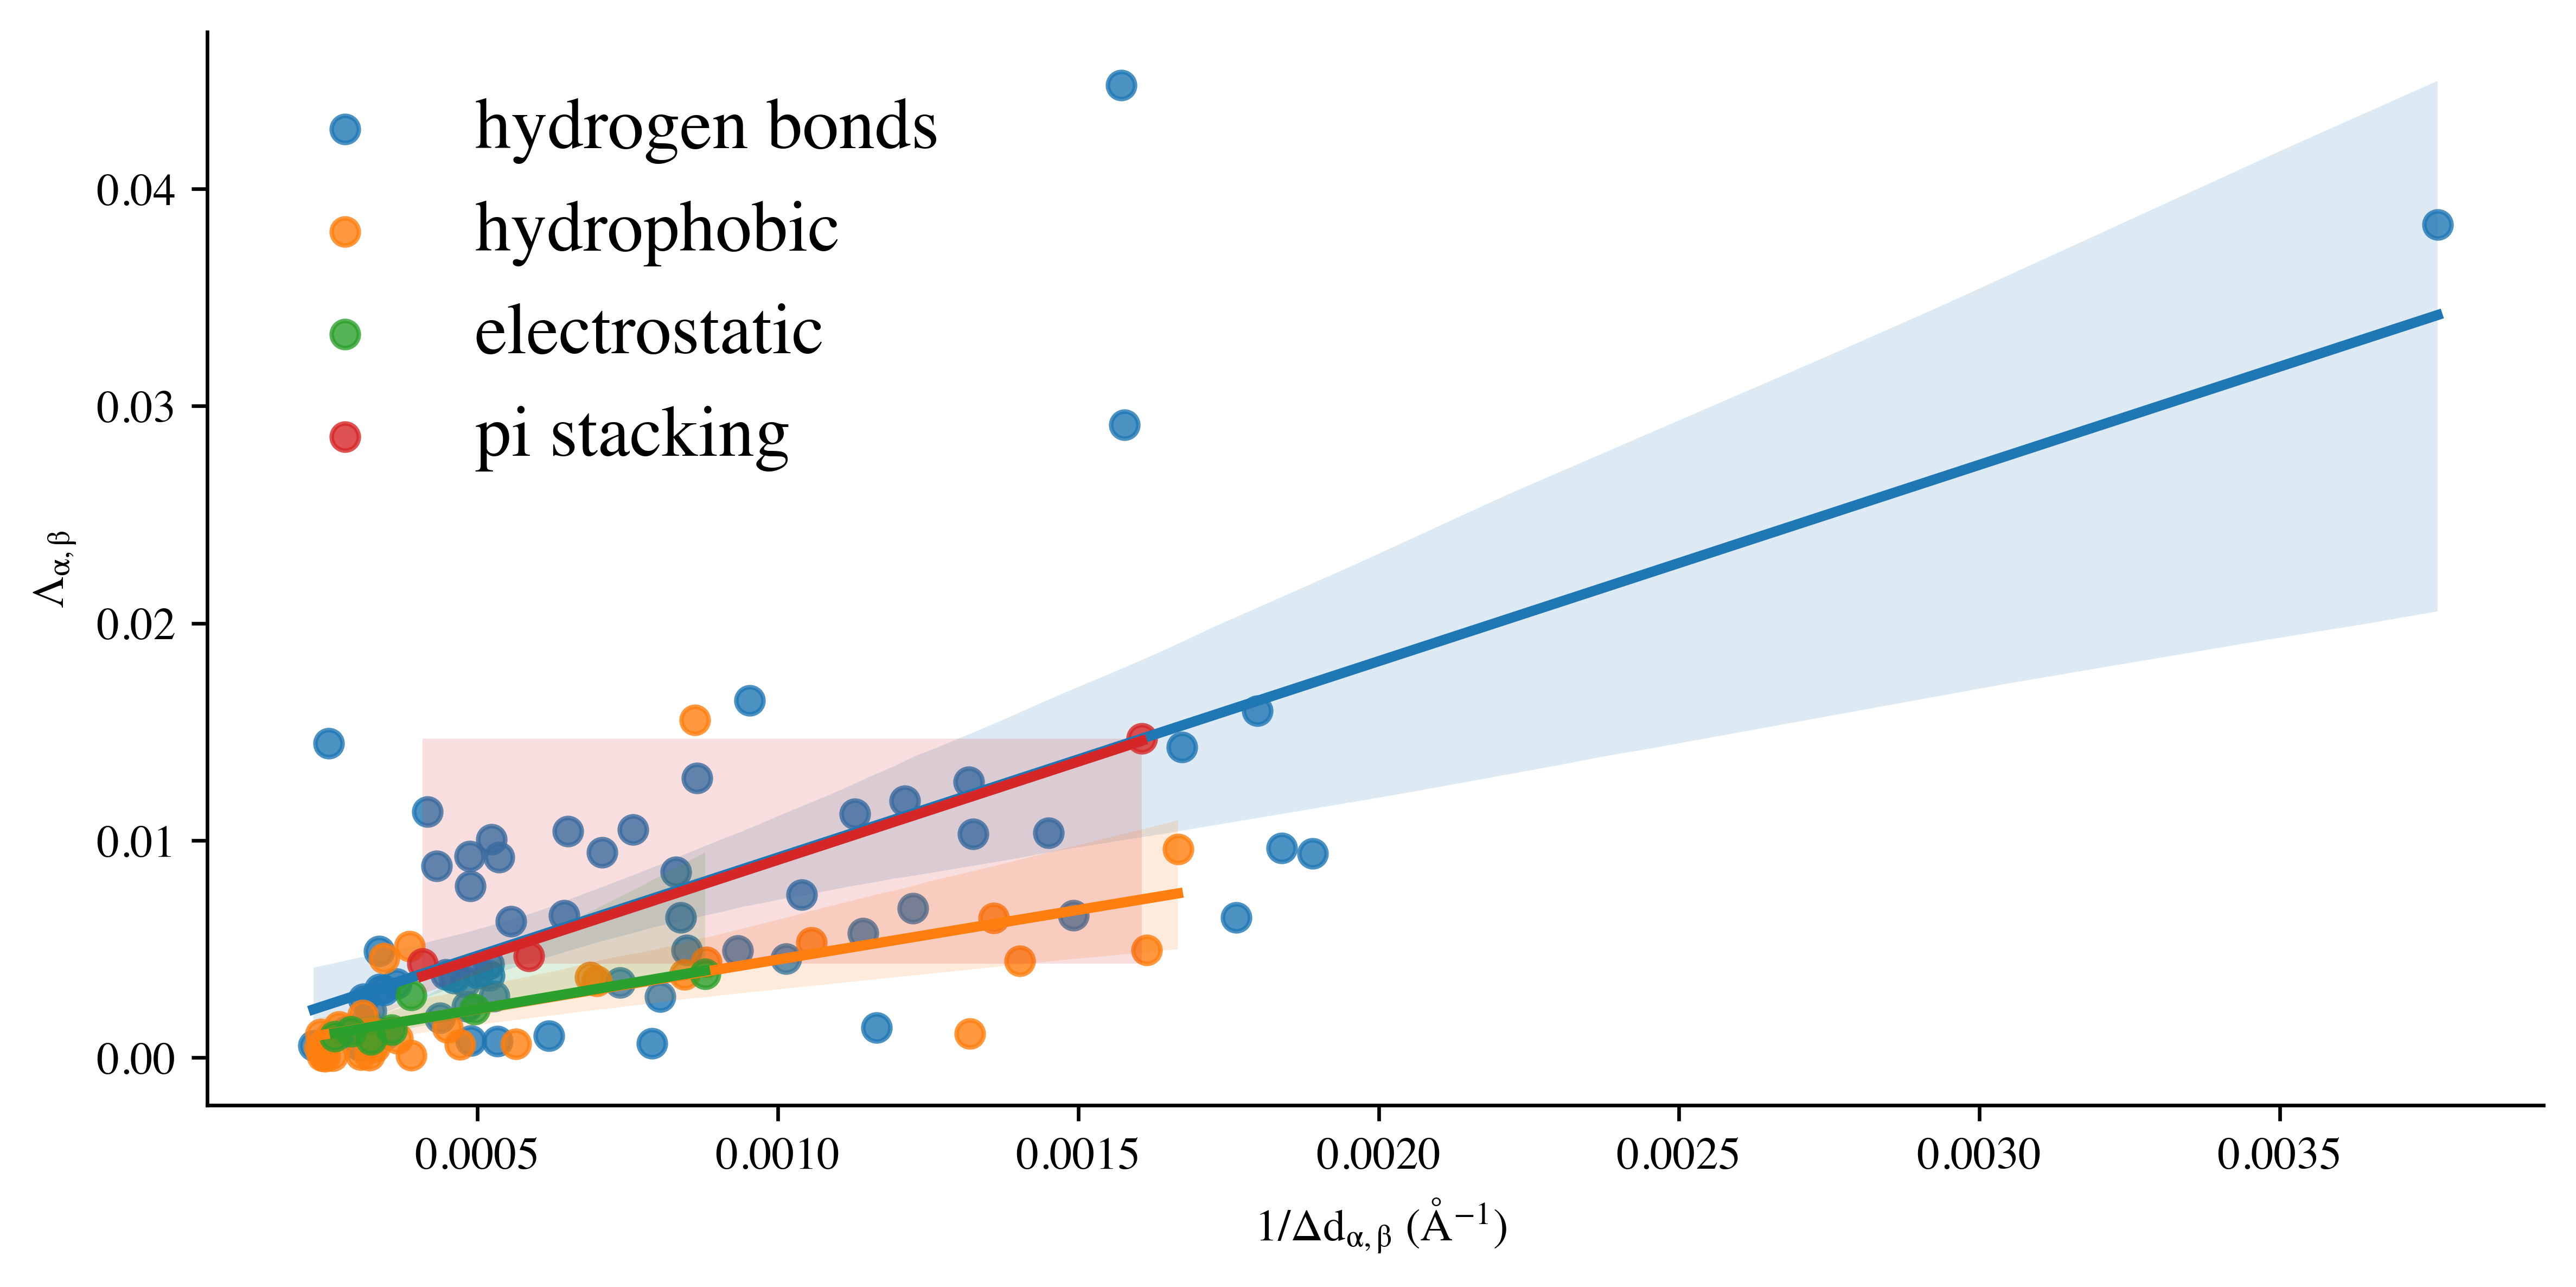 hydrogen bonds
hydrophobic
electrostatic
pi stacking
0.04
0.03
0.02
0.01
0.00
Λα, β
0.0005 0.0010 0.0015 0.0020 0.0025 0.0030 0.0035
1/Δdα, β (Å⁻¹)